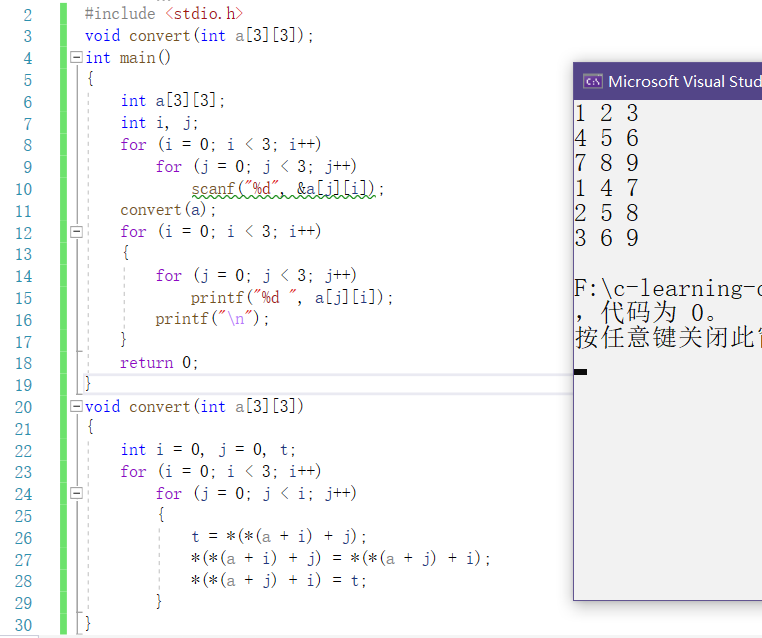 2 #include <stdio.h>
3 void convert(int a[3][3]);
4 int main()
5 {
6 int a[3][3];
7 int i, j;
8 for (i = 0; i < 3; i++)
9 for (j = 0; j < 3; j++)
10 scanf("%d", &a[j][i]);
11 convert(a);
12 for (i = 0; i < 3; i++)
13 {
14 for (j = 0; j < 3; j++)
15 printf("%d ", a[j][i]);
16 printf("\n");
17 }
18 return 0;
19 }
20 void convert(int a[3][3])
21 {
22 int i = 0, j = 0, t;
23 for (i = 0; i < 3; i++)
24 for (j = 0; j < i; j++)
25 {
26 t = *(*(a + i) + j);
27 *(*(a + i) + j) = *(*(a + j) + i);
28 *(*(a + j) + i) = t;
29 }
30 }
Microsoft Visual Stud
1 2 3
4 5 6
7 8 9
1 4 7
2 5 8
3 6 9
F:\c-learning-
，代码为 0。
按任意键关闭此